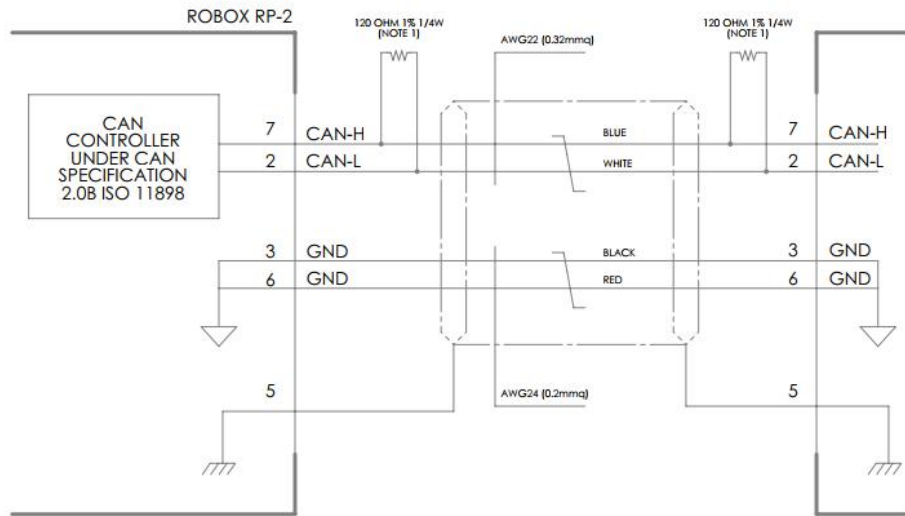 ROBOX RP-2
120 OHM 1% 1/4W
(NOTE 1)
AWG22 (0.32mmq)
120 OHM 1% 1/4W
(NOTE 1)
CAN
CONTROLLER
UNDER CAN
SPECIFICATION
2.0B ISO 11898
7 CAN-H
BLUE
7 CAN-H
2 CAN-L
WHITE
2 CAN-L
3 GND
BLACK
3 GND
6 GND
RED
6 GND
5
AWG24 (0.2mmq)
5